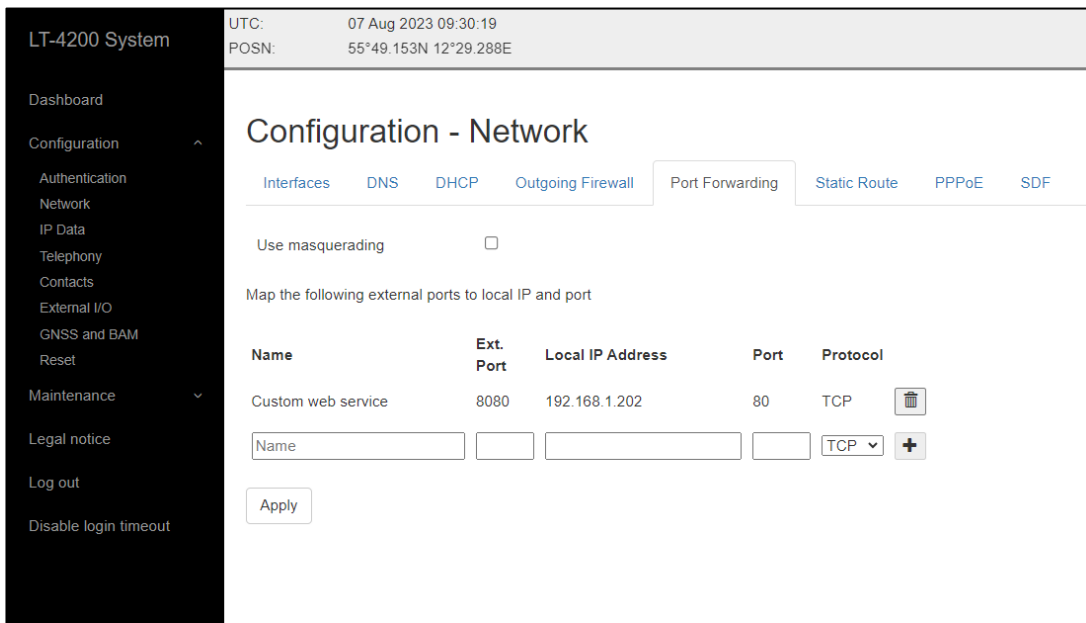 LT-4200 System
UTC: 07 Aug 2023 09:30:19
POSN: 55°49.153N 12°29.288E
Dashboard
Configuration
Authentication
Network
IP Data
Telephony
Contacts
External I/O
GNSS and BAM
Reset
Maintenance
Legal notice
Log out
Disable login timeout
Configuration - Network
Interfaces DNS DHCP Outgoing Firewall Port Forwarding Static Route PPPoE SDF
Use masquerading
Map the following external ports to local IP and port
Name Ext. Port Local IP Address Port Protocol
Custom web service 8080 192.168.1.202 80 TCP
Name TCP
Apply